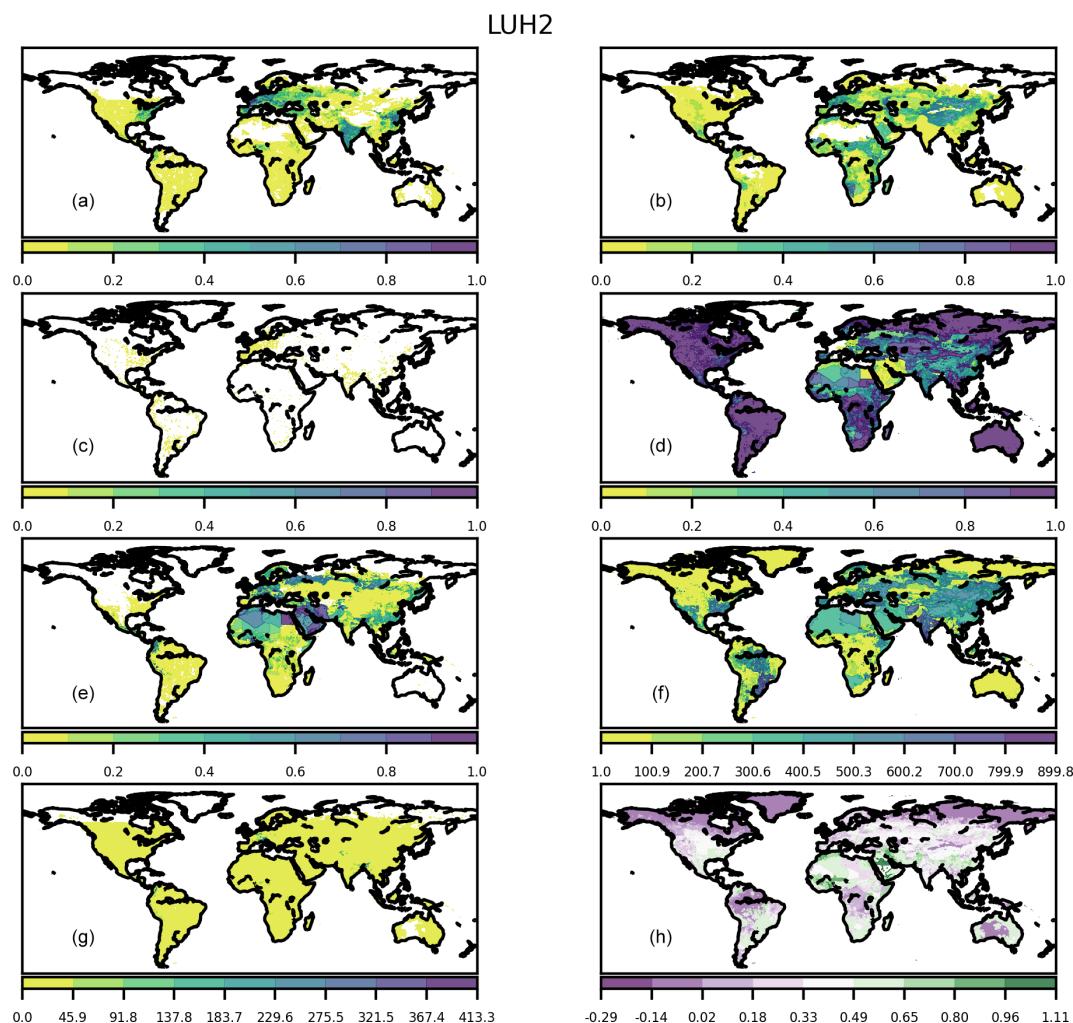 LUH2
(a)
(b)
0.0 0.2 0.4 0.6 0.8 1.0
0.0 0.2 0.4 0.6 0.8 1.0
(c)
(d)
0.0 0.2 0.4 0.6 0.8 1.0
0.0 0.2 0.4 0.6 0.8 1.0
(e)
(f)
0.0 0.2 0.4 0.6 0.8 1.0
1.0 100.9 200.7 300.6 400.5 500.3 600.2 700.0 799.9 899.8
(g)
(h)
0.0 45.9 91.8 137.8 183.7 229.6 275.5 321.5 367.4 413.3
-0.29 -0.14 0.02 0.18 0.33 0.49 0.65 0.80 0.96 1.11